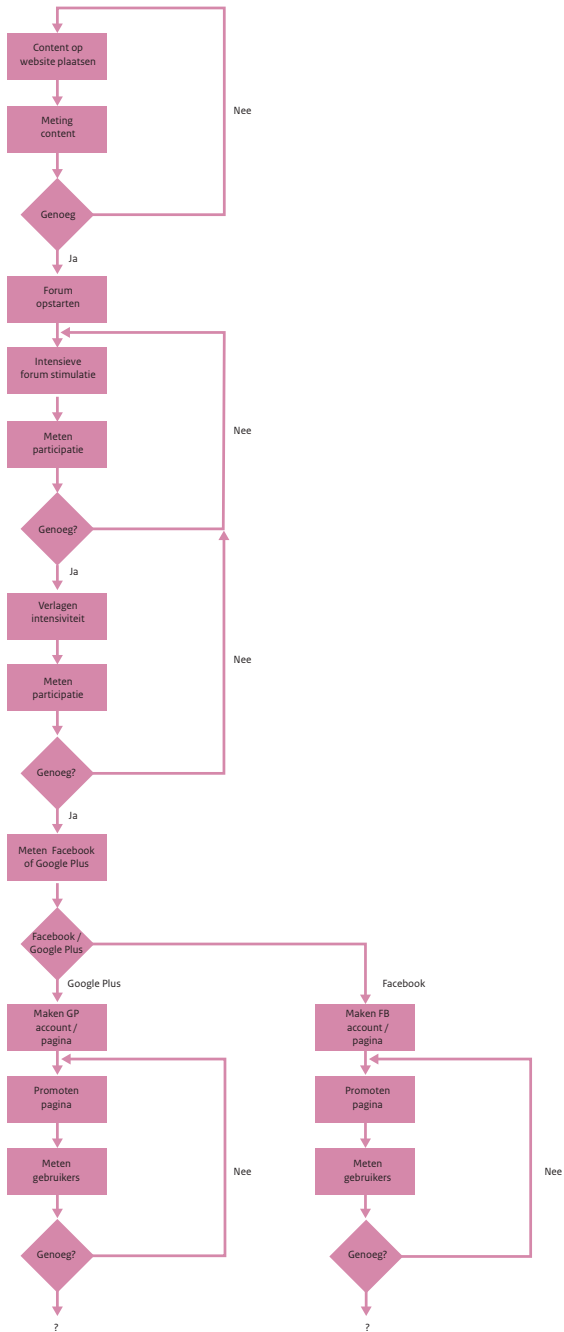 Content op
website plaatsen
Nee
Meting
content
Genoeg
Ja
Forum
opstarten
Intensieve
forum stimulatie
Nee
Meten
participatie
Genoeg?
Ja
Verlagen
intensiviteit
Nee
Meten
participatie
Genoeg?
Ja
Meten Facebook
of Google Plus
Facebook /
Google Plus
Google Plus
Facebook
Maken GP
account /
pagina
Maken FB
account /
pagina
Promoten
pagina
Promoten
pagina
Meten
gebruikers
Nee
Meten
gebruikers
Nee
Genoeg?
Genoeg?
?
?